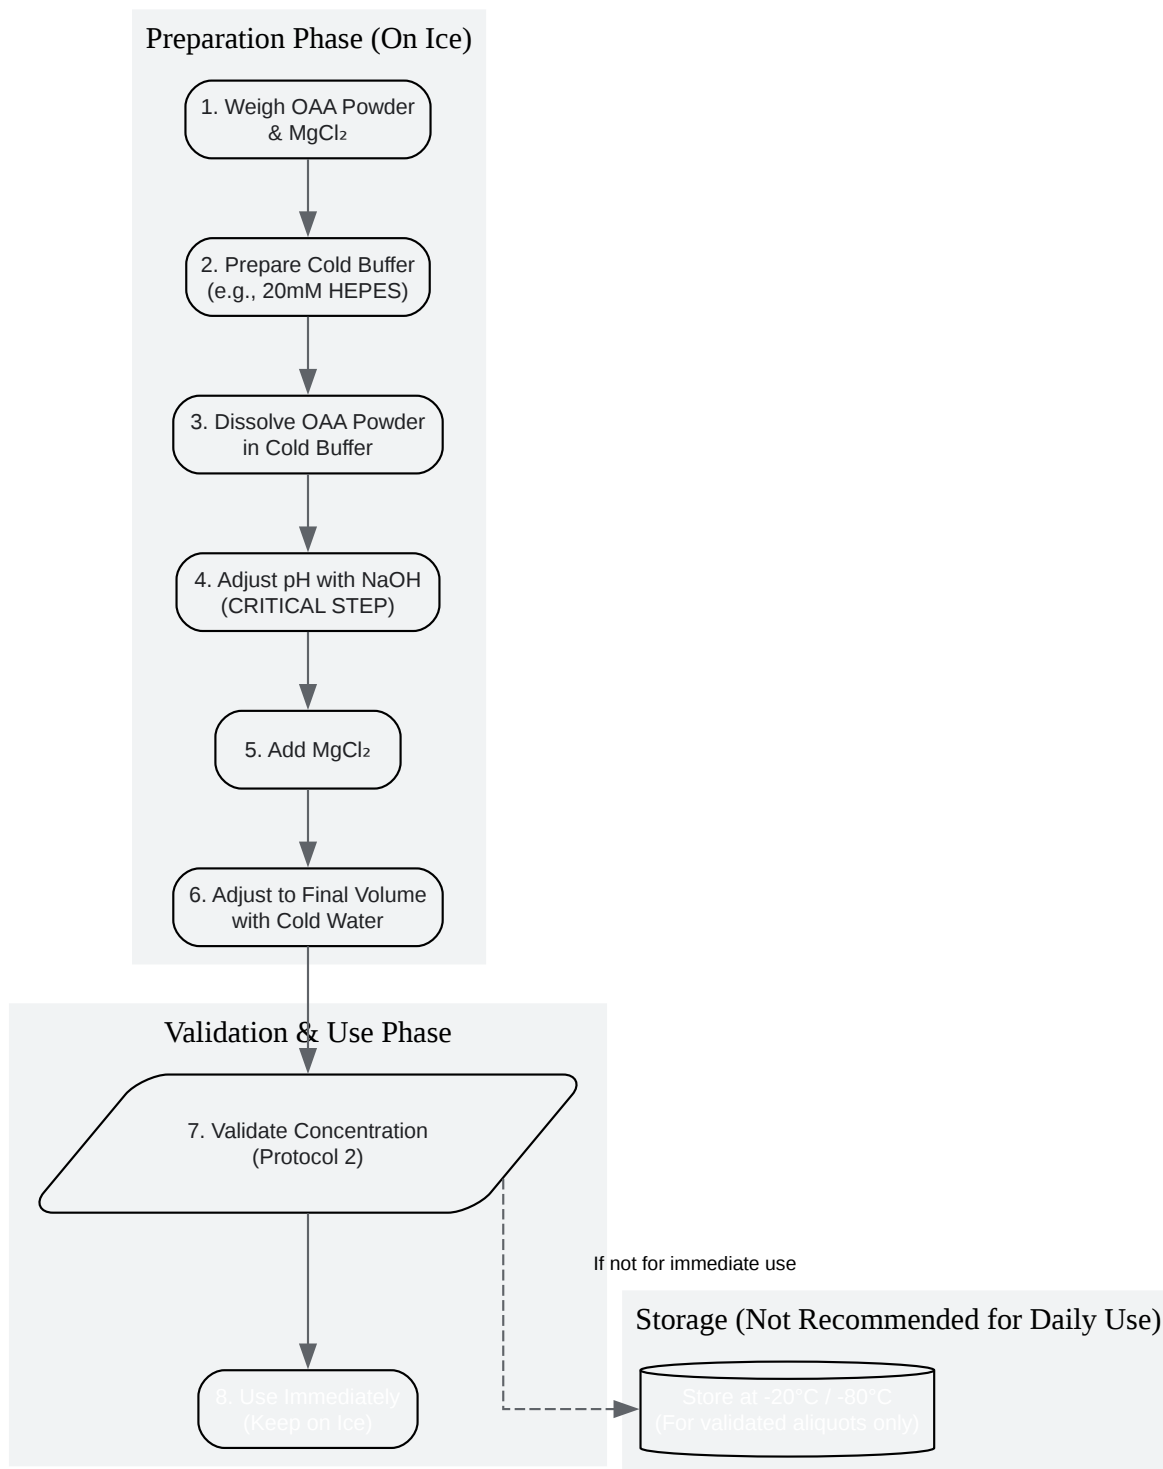 Preparation Phase (On Ice)
1. Weigh OAA Powder
& MgCl₂
2. Prepare Cold Buffer
(e.g., 20mM HEPES)
3. Dissolve OAA Powder
in Cold Buffer
4. Adjust pH with NaOH
(CRITICAL STEP)
5. Add MgCl₂
6. Adjust to Final Volume
with Cold Water
Validation & Use Phase
7. Validate Concentration
(Protocol 2)
If not for immediate use
8. Use Immediately
(Keep on Ice)
Storage (Not Recommended for Daily Use)
Store at -20°C / -80°C
(For validated aliquots only)